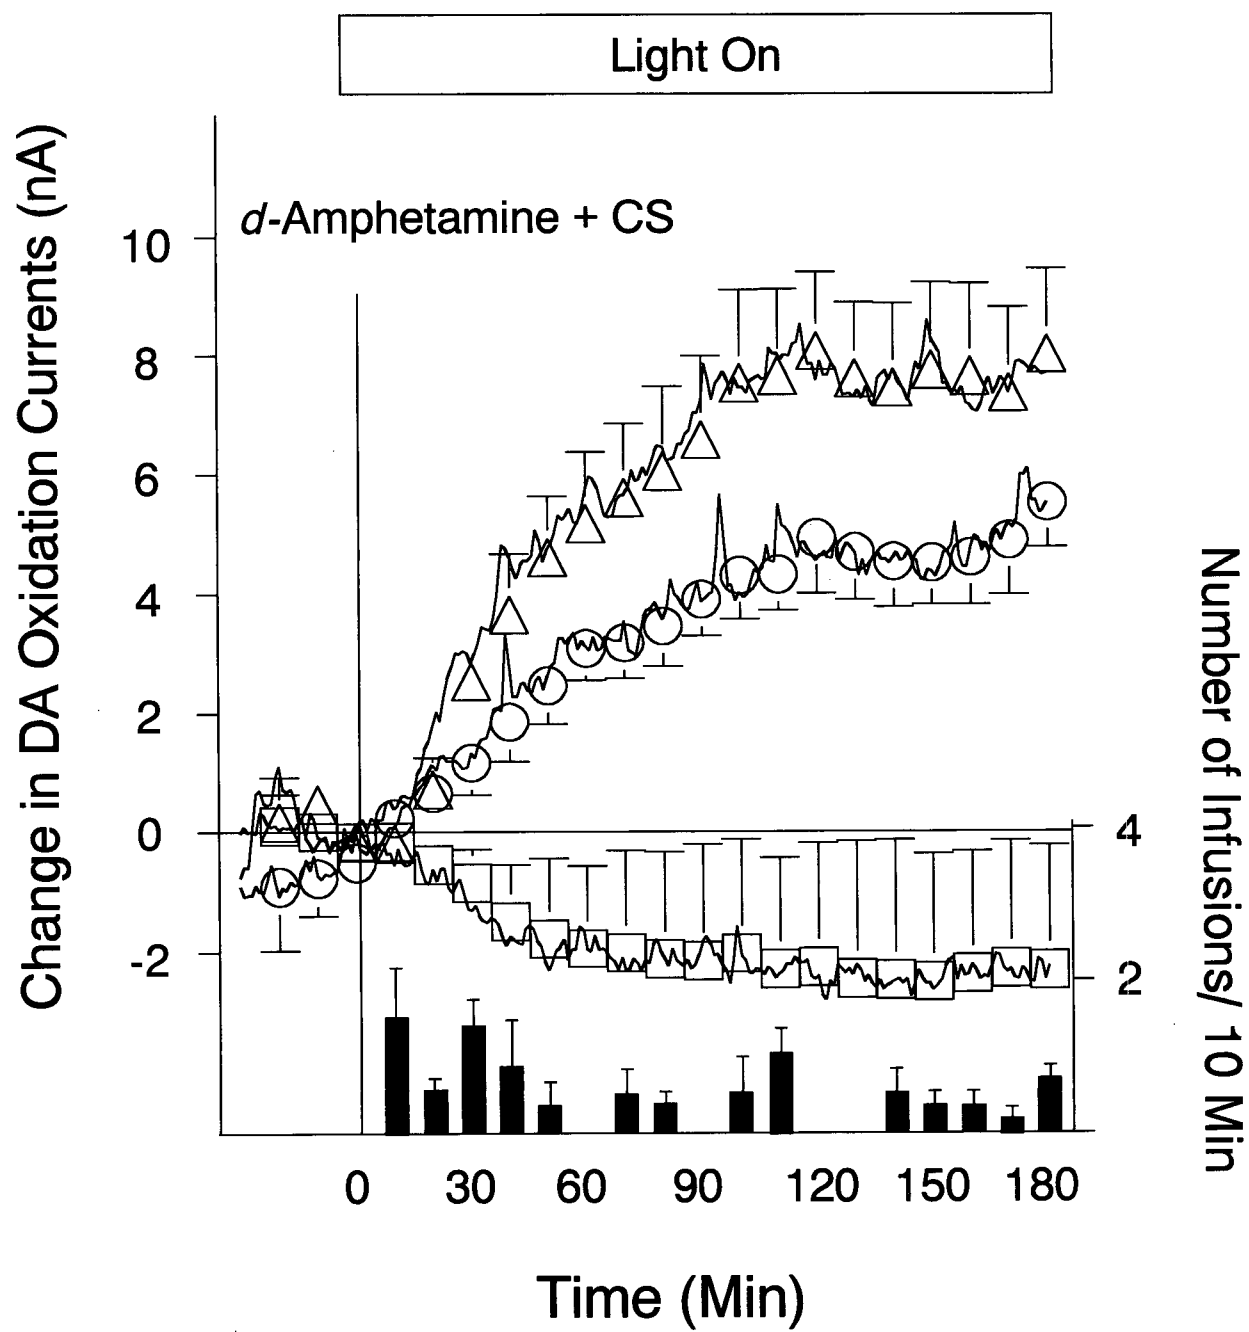 Light On
d-Amphetamine + CS
Change in DA Oxidation Currents (nA)
10
8
6
4
2
0
-2
4
2
Number of Infusions/ 10 Min
0 30 60 90 120 150 180
Time (Min)